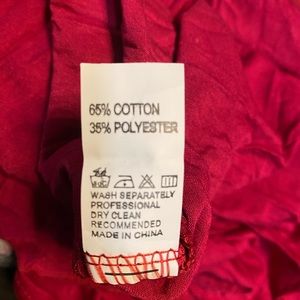 65% COTTON
35% POLYESTER
WASH SEPARATELY
PROFESSIONAL
DRY CLEAN
RECOMMENDED
MADE IN CHINA